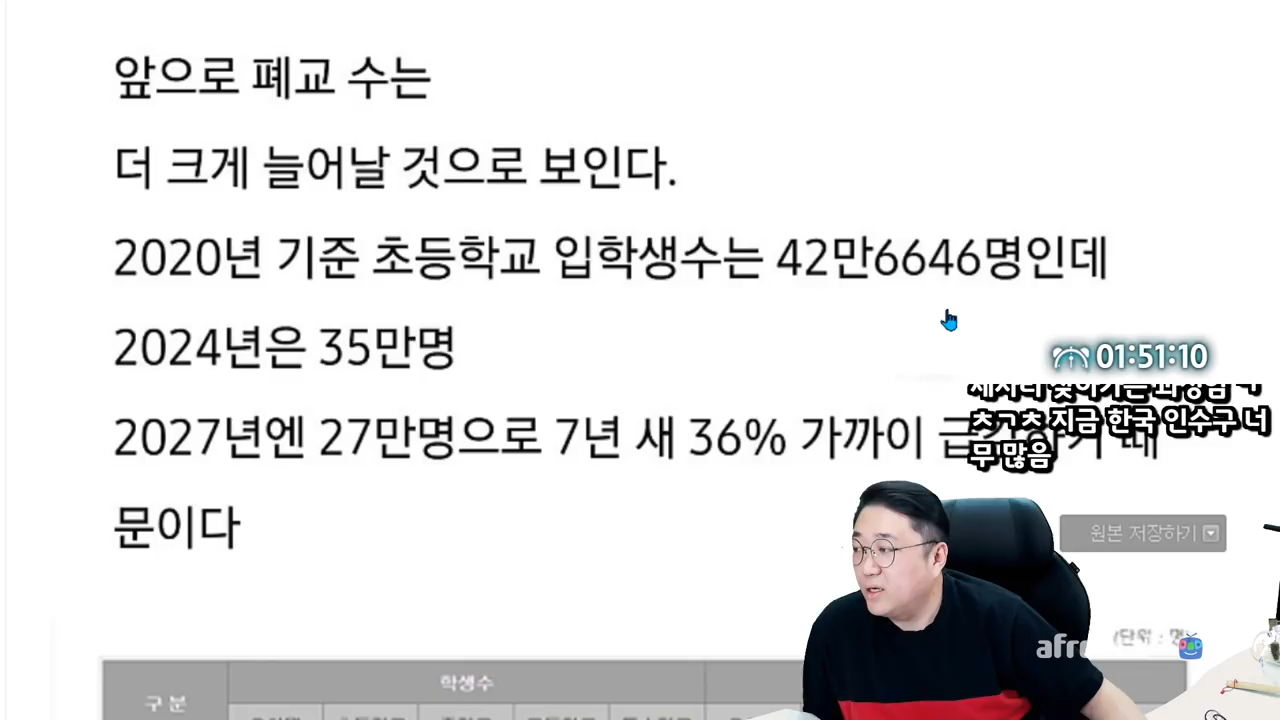 앞으로 폐교 수는
더 크게 늘어날 것으로 보인다.
2020년 기준 초등학교 입학생수는 42만6646명인데
2024년은 35만명
01:51:10
2027년엔 27만명으로 7년 새 36% 가까이
문이다
ㅊㄱㅊ 지금 한국 인수구 너
무 많음
원본 저장하기
(단위 : 명)
구 분
학생수